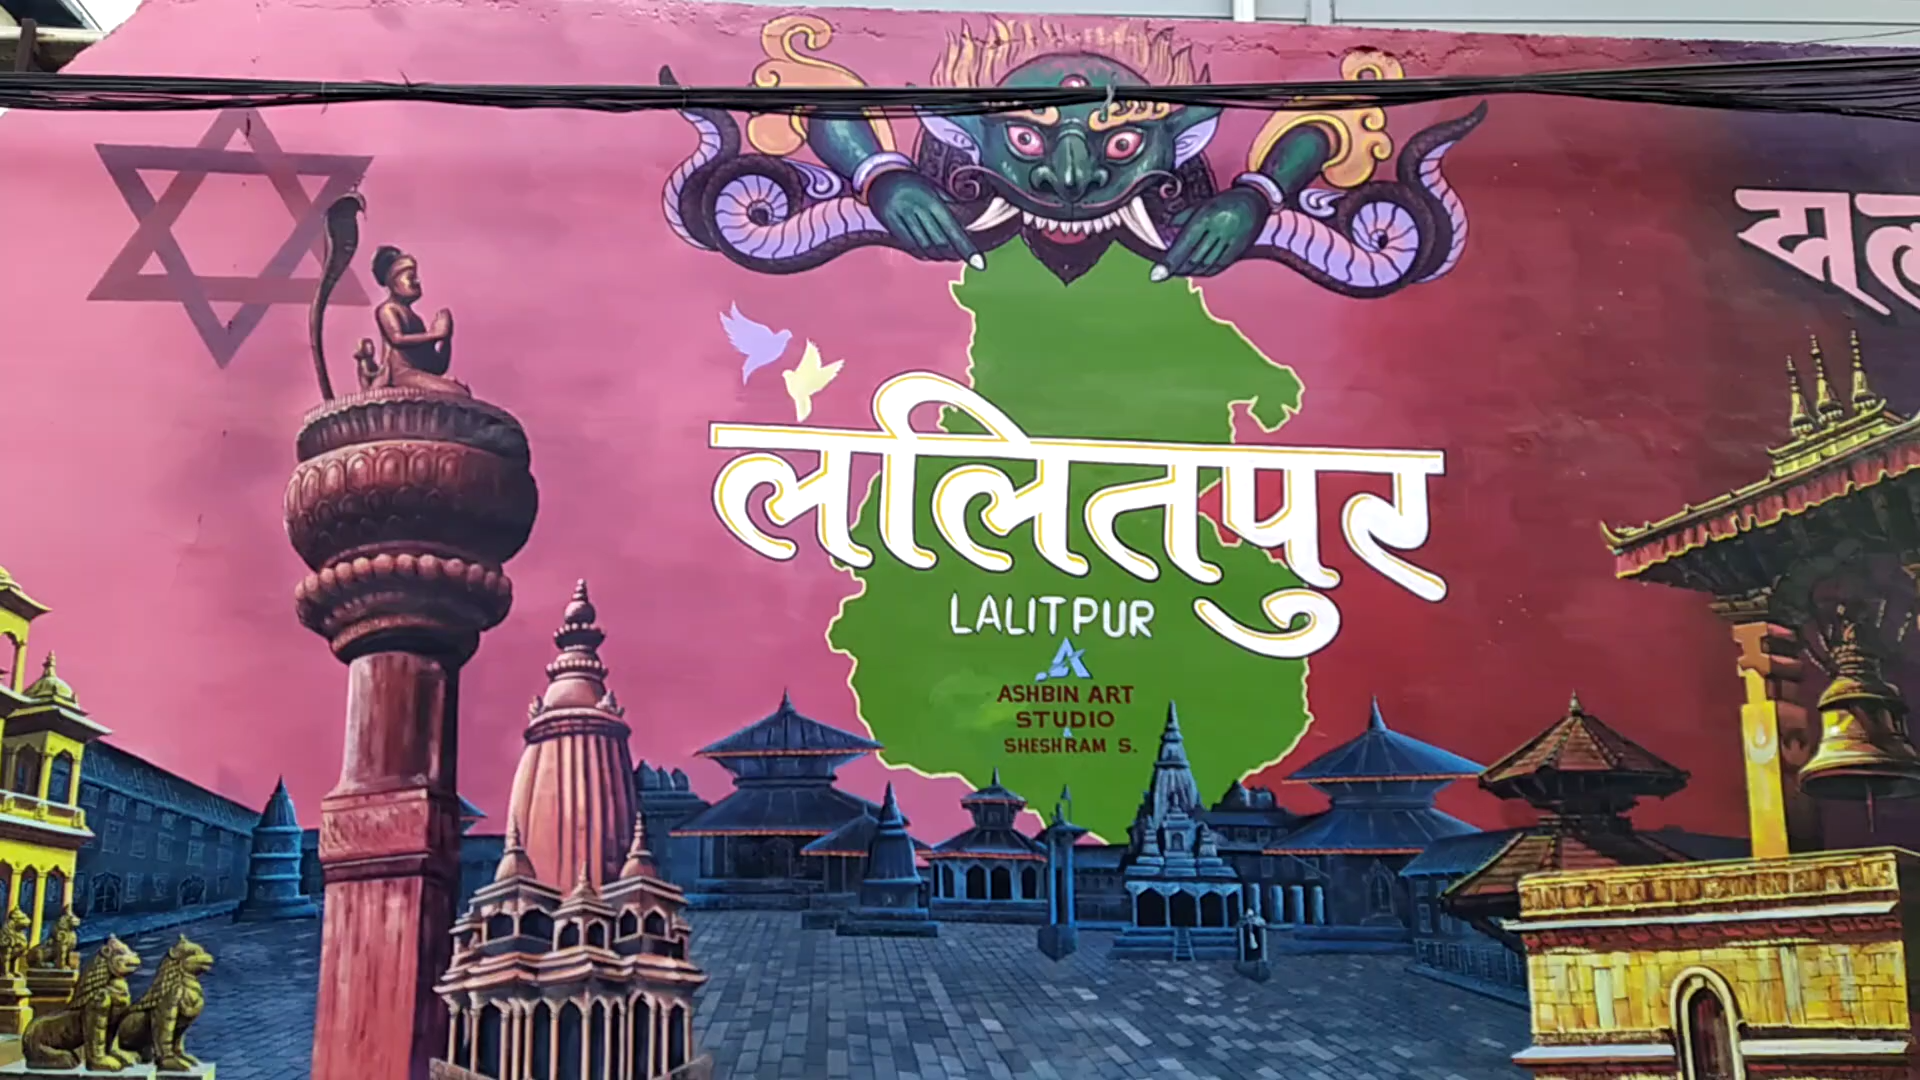 ललितपुर
LALITPUR
ASHBIN ART
STUDIO
&
SHESHRAM S.